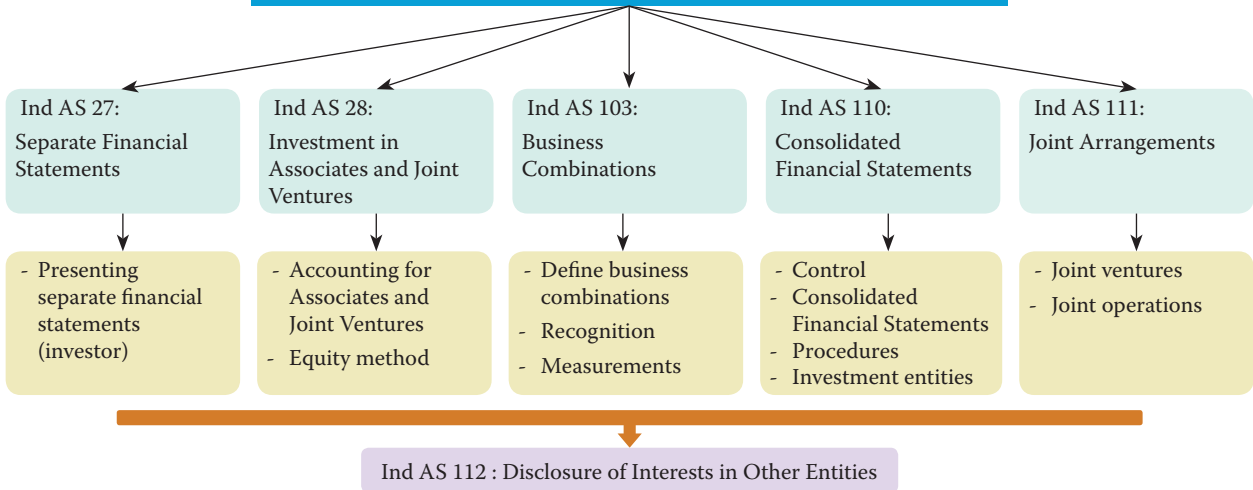 Ind AS 27:
Separate Financial
Statements
Ind AS 28:
Investment in
Associates and Joint
Ventures
Ind AS 103:
Business
Combinations
Ind AS 110:
Consolidated
Financial Statements
Ind AS 111:
Joint Arrangements
- Presenting
separate financial
statements
(investor)
- Accounting for
Associates and
Joint Ventures
- Equity method
- Define business
combinations
- Recognition
- Measurements
- Control
- Consolidated
Financial Statements
- Procedures
- Investment entities
- Joint ventures
- Joint operations
Ind AS 112 : Disclosure of Interests in Other Entities